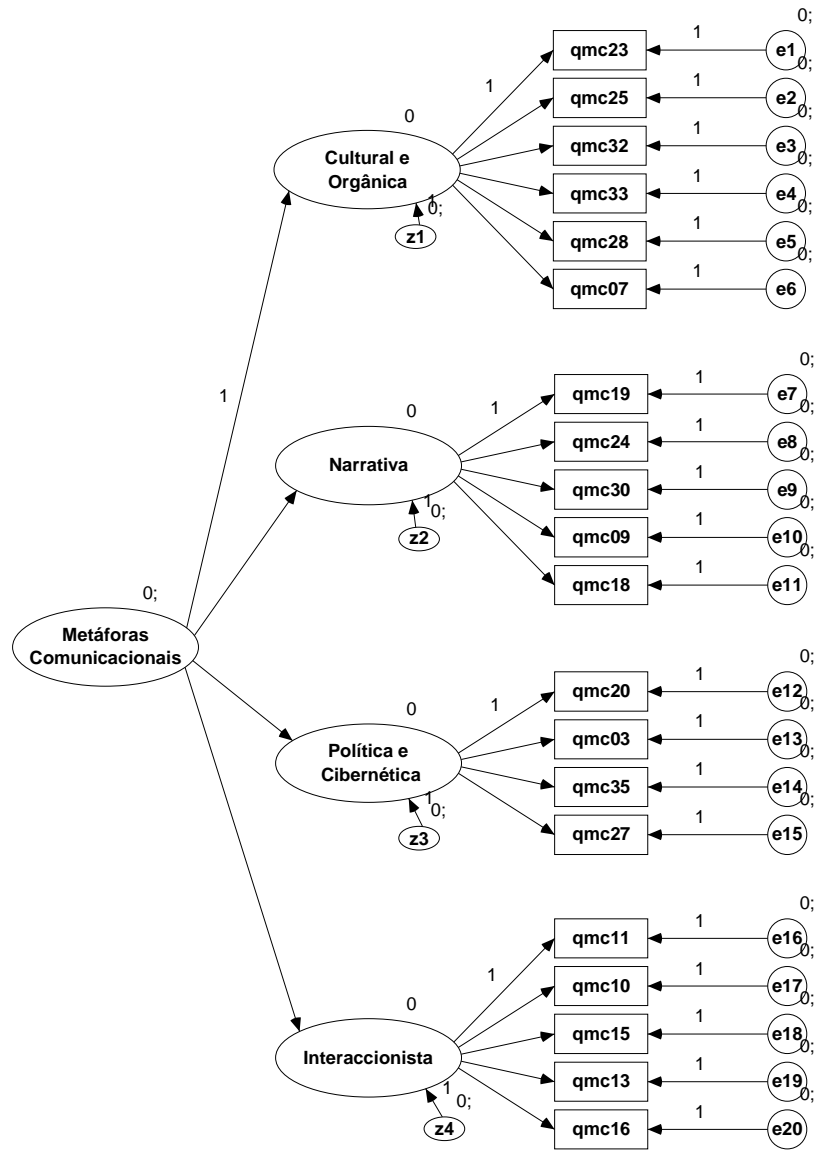 0;
1
qmc23
e1
0;
1
1
qmc25
e2
0;
0
1
qmc32
e3
0;
Cultural e
Orgânica
1
qmc33
e4
0;
1
0;
z1
1
qmc28
e5
0;
1
qmc07
e6
0;
1
1
qmc19
e7
0;
0
1
1
qmc24
e8
0;
Narrativa
1
qmc30
e9
0;
1
0;
z2
1
qmc09
e10
0;
1
qmc18
e11
0;
Metáforas
Comunicacionais
0;
1
qmc20
e12
0;
0
1
1
qmc03
e13
0;
Política e
Cibernética
1
qmc35
e14
0;
1
0;
z3
1
qmc27
e15
0;
1
qmc11
e16
0;
1
1
qmc10
e17
0;
0
1
qmc15
e18
0;
Interaccionista
1
qmc13
e19
0;
1
0;
z4
1
qmc16
e20